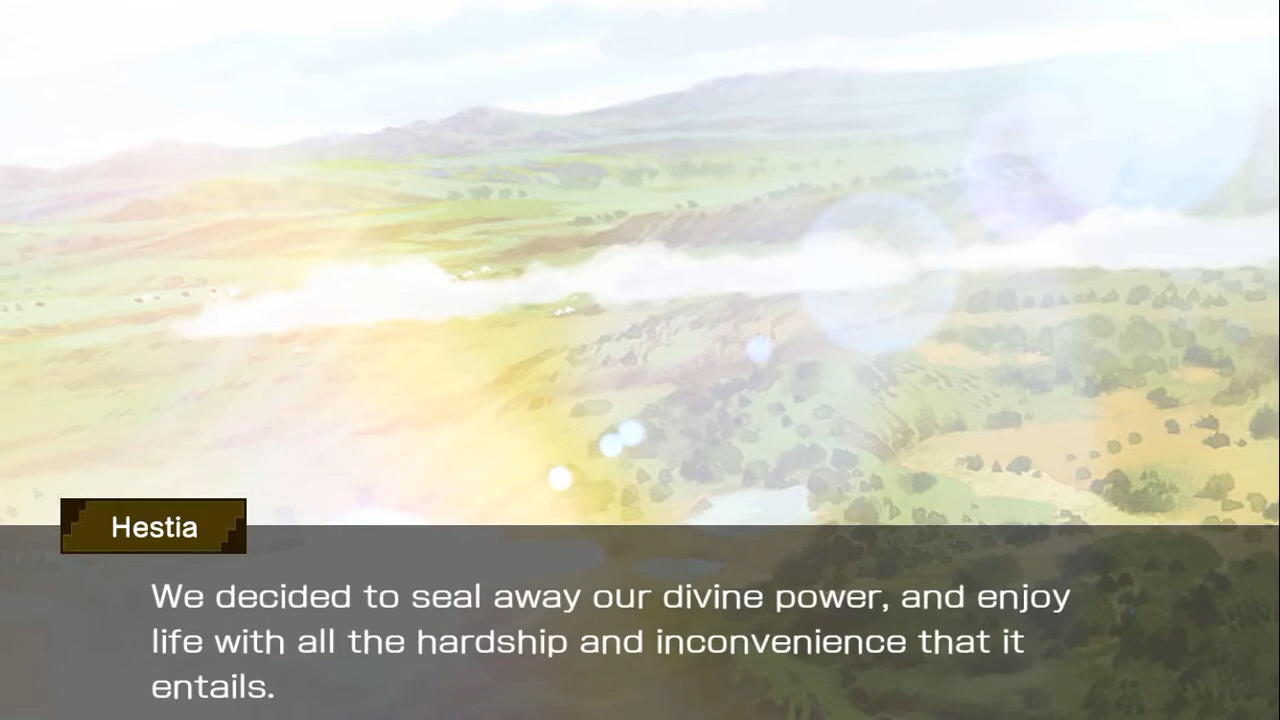 Hestia
We decided to seal away our divine power, and enjoy
life with all the hardship and inconvenience that it
entails.